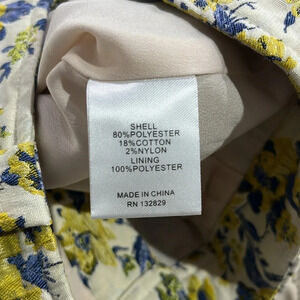 SHELL
80%POLYESTER
18%COTTON
2%NYLON
LINING
100%POLYESTER
MADE IN CHINA
RN 132829